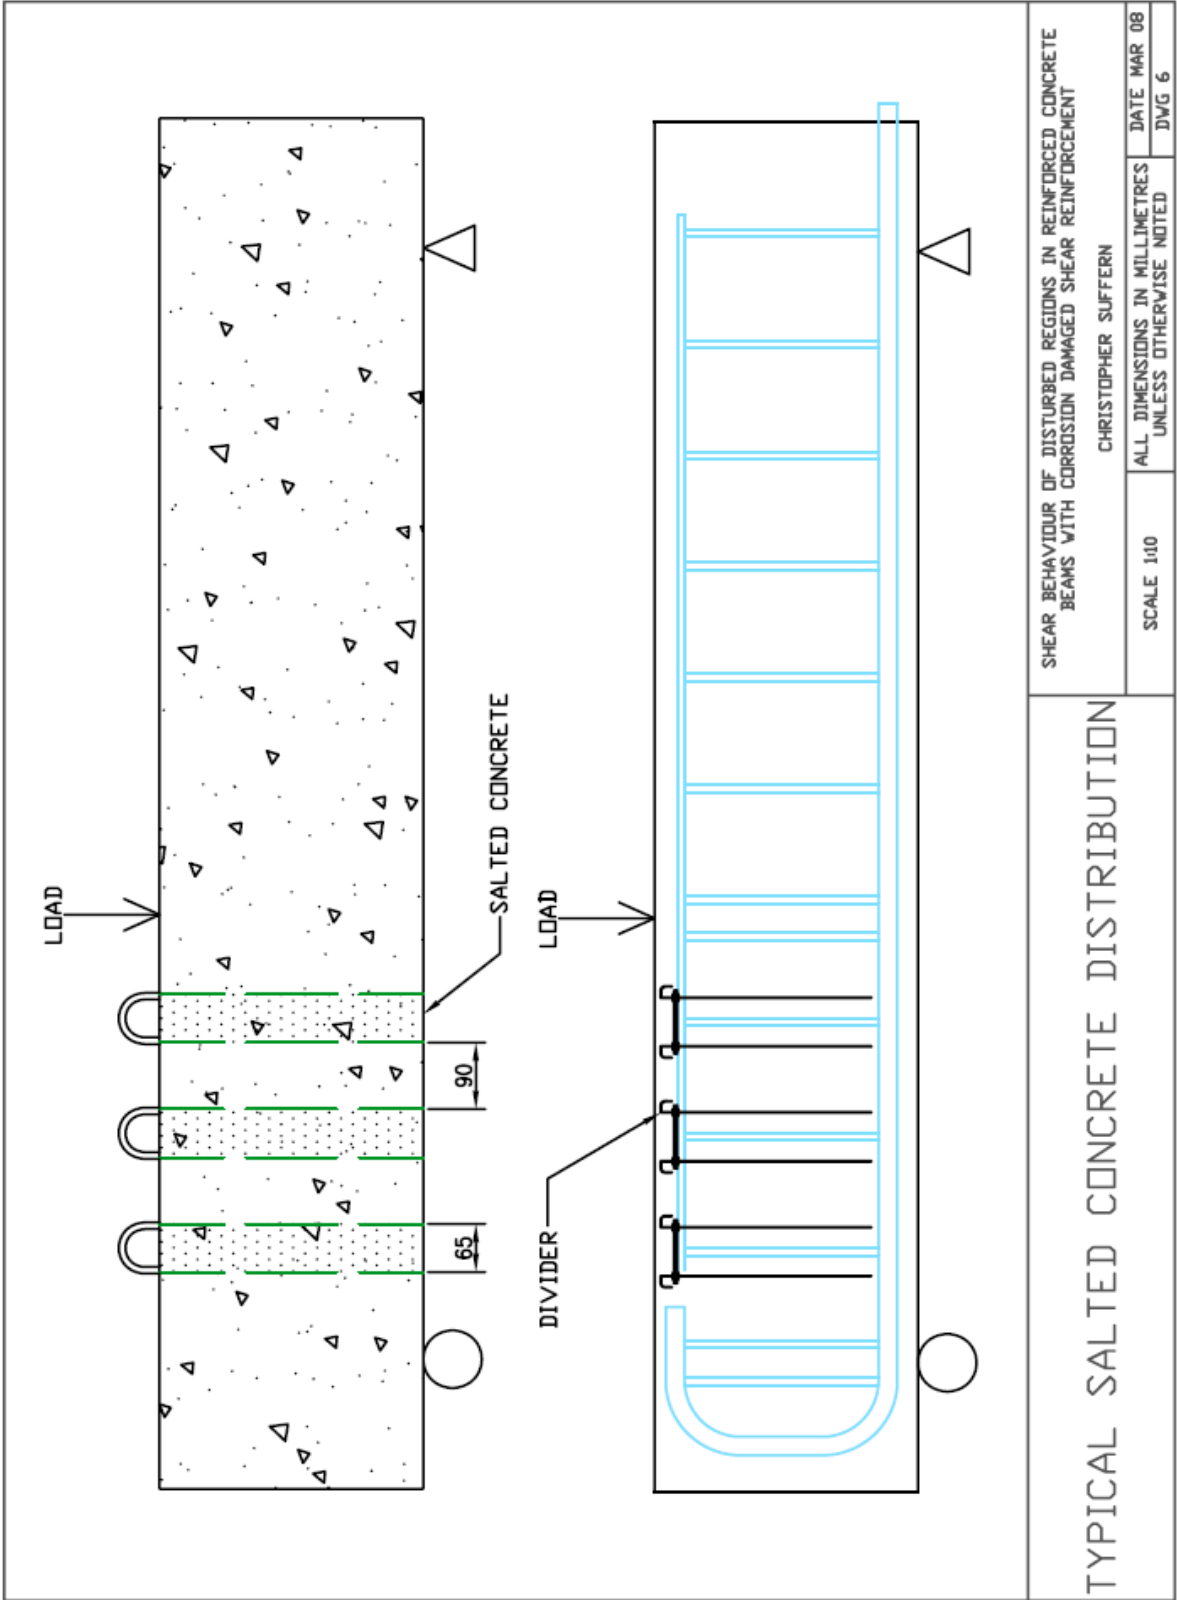 LOAD
SALTED CONCRETE
90
65
LOAD
DIVIDER
TYPICAL SALTED CONCRETE DISTRIBUTION
SHEAR BEHAVIOUR OF DISTURBED REGIONS IN REINFORCED CONCRETE
BEAMS WITH CORROSION DAMAGED SHEAR REINFORCEMENT
CHRISTOPHER SUFFERN
SCALE 1:10
ALL DIMENSIONS IN MILLIMETRES
UNLESS OTHERWISE NOTED
DATE MAR 08
DWG 6